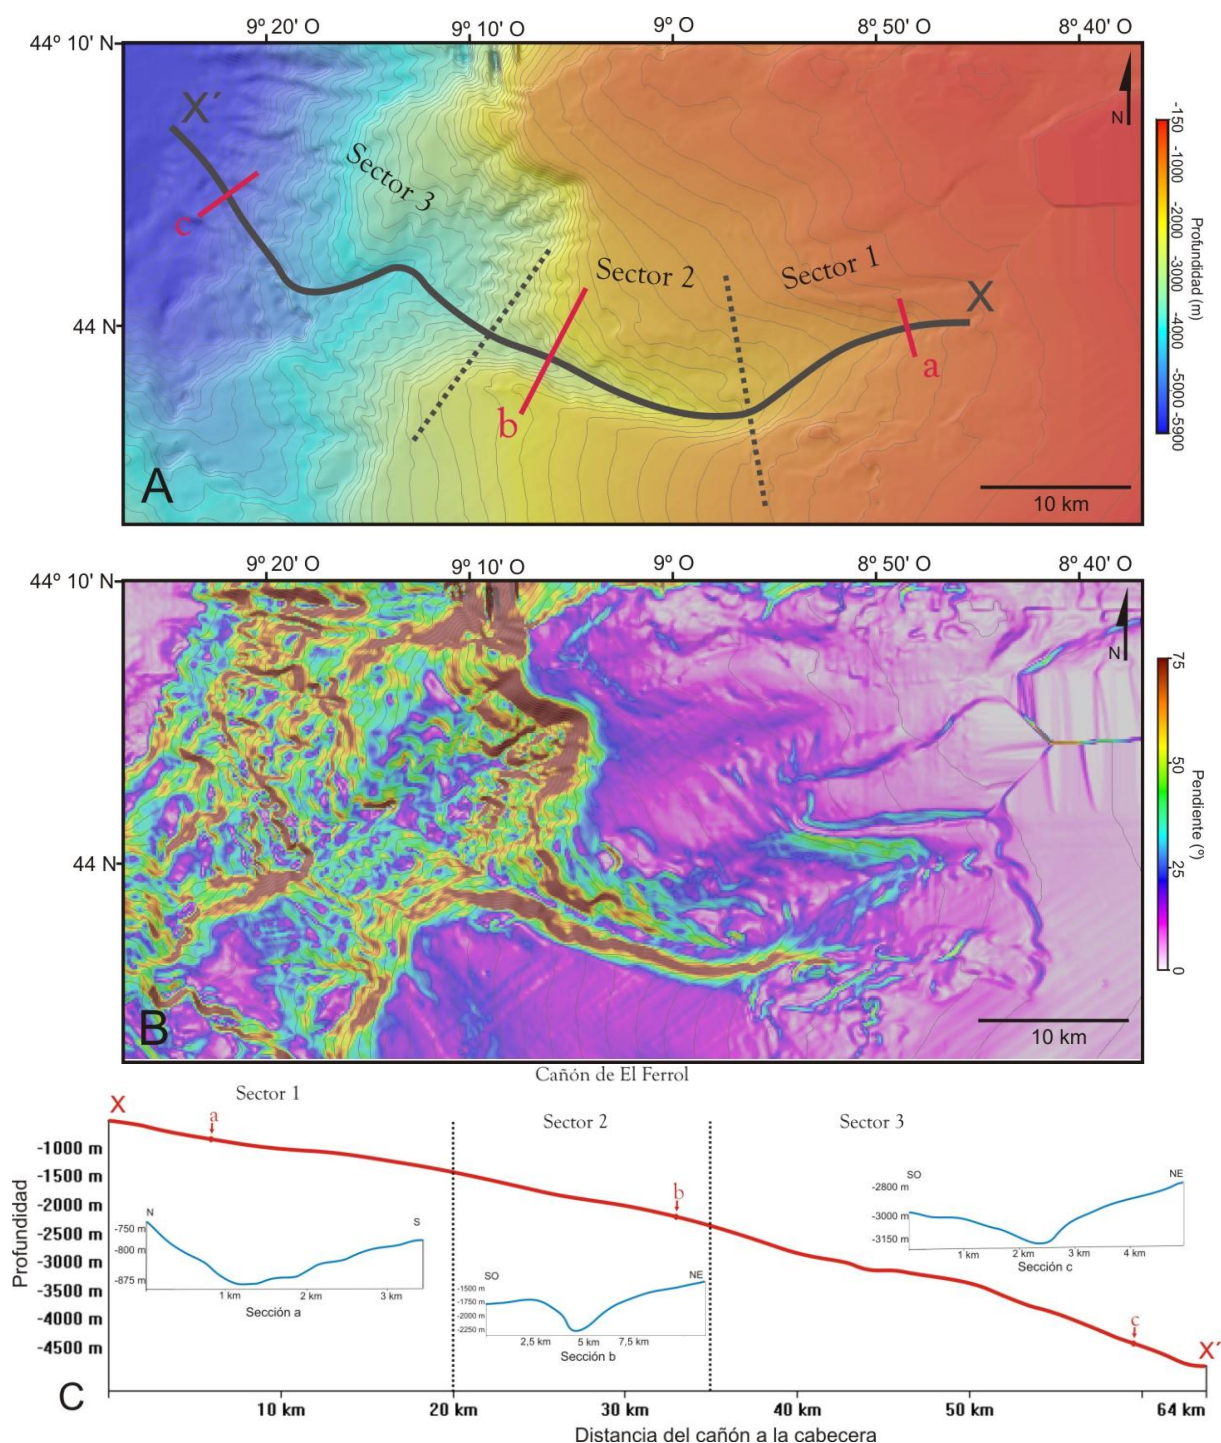 9º 20' O 9º 10' O 9º O 8º 50' O 8º 40' O
44º 10' N
X´
N
Sector 3
c
Sector 2
Sector 1
X
44 N
a
b
A
10 km
-150 -1000 -2000 -3000 -4000 -5000 -5900
Profundidad (m)
9º 20' O 9º 10' O 9º O 8º 50' O 8º 40' O
44º 10' N
N
75 50 25 0
Pendiente (º)
44 N
B
10 km
Cañón de El Ferrol
Sector 1
X
a
Sector 2
Sector 3
Profundidad
-1000 m
-1500 m
-2000 m
-2500 m
-3000 m
-3500 m
-4000 m
-4500 m
b
c
X´
N S
-750 m
-800 m
-875 m
1 km 2 km 3 km
Sección a
SO NE
-1500 m
-1750 m
-2000 m
-2250 m
2,5 km 5 km 7,5 km
Sección b
SO NE
-2800 m
-3000 m
-3150 m
1 km 2 km 3 km 4 km
Sección c
C
10 km 20 km 30 km 40 km 50 km 64 km
Distancia del cañón a la cabecera